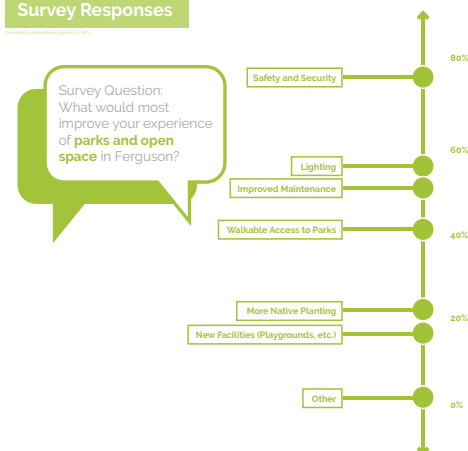 Survey Responses
Survey Question:
What would most
improve your experience
of parks and open
space in Ferguson?
80%
Safety and Security
60%
Lighting
Improved Maintenance
Walkable Access to Parks
40%
More Native Planting
20%
New Facilities (Playgrounds, etc.)
Other
0%